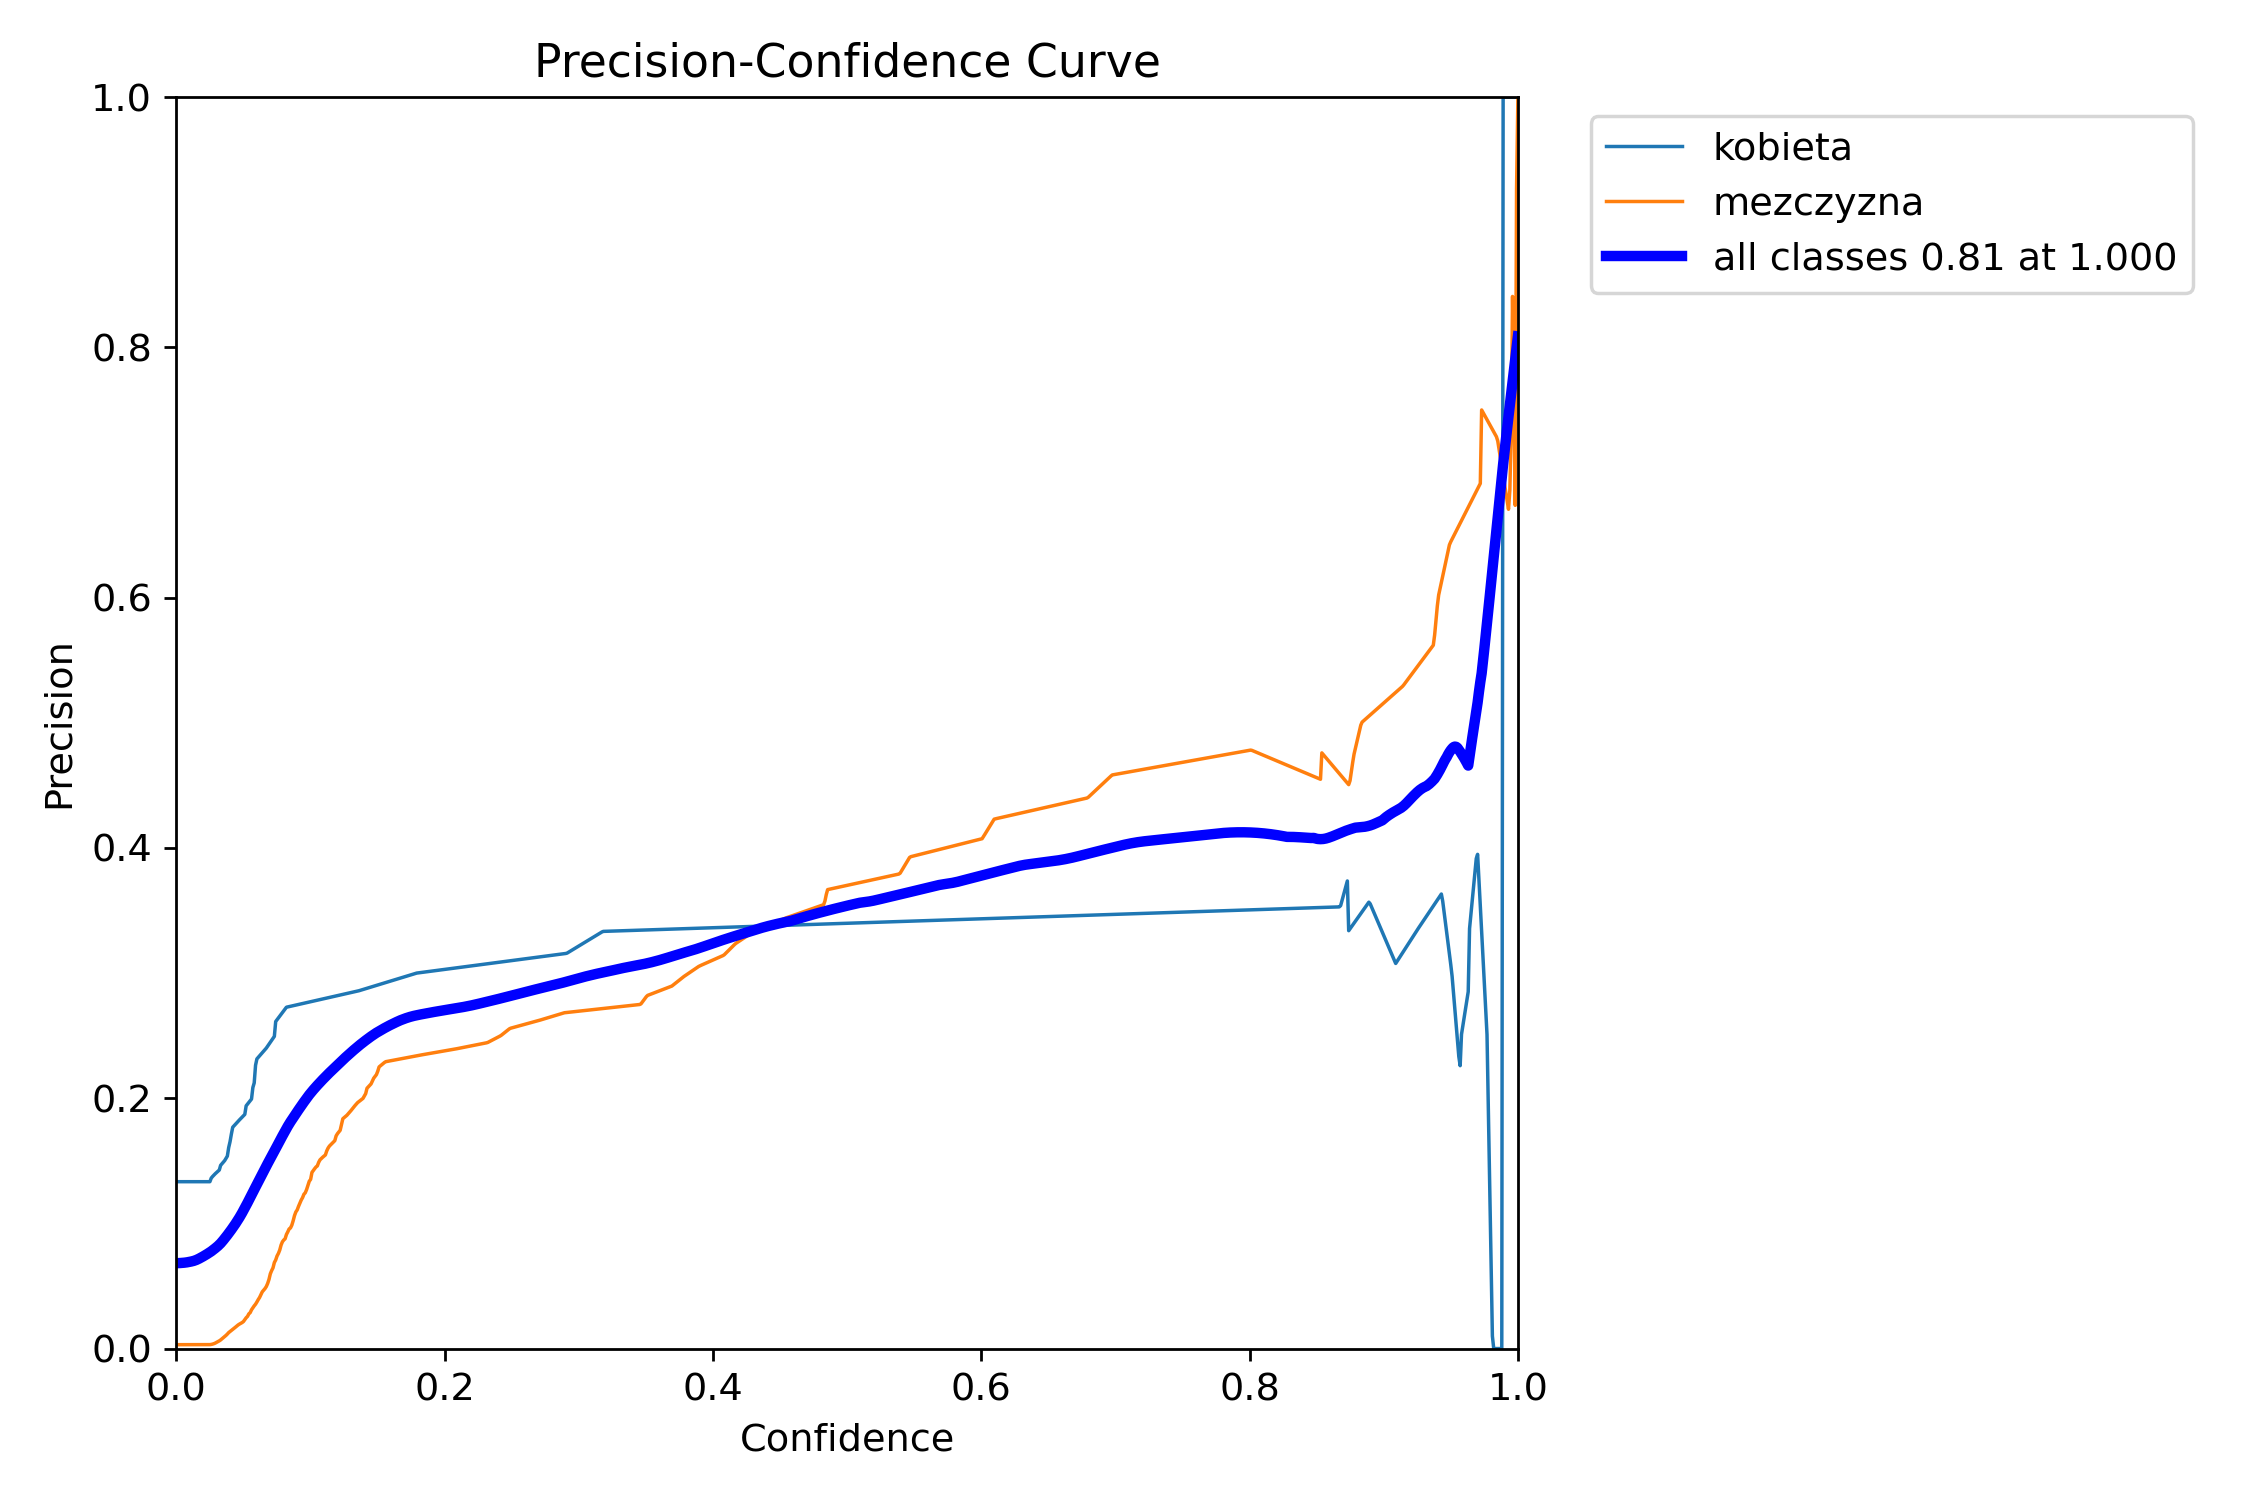 Precision-Confidence Curve
1.0
0.8
0.6
0.4
0.2
0.0
Precision
0.0 0.2 0.4 0.6 0.8 1.0
Confidence
kobieta
mezczyzna
all classes 0.81 at 1.000